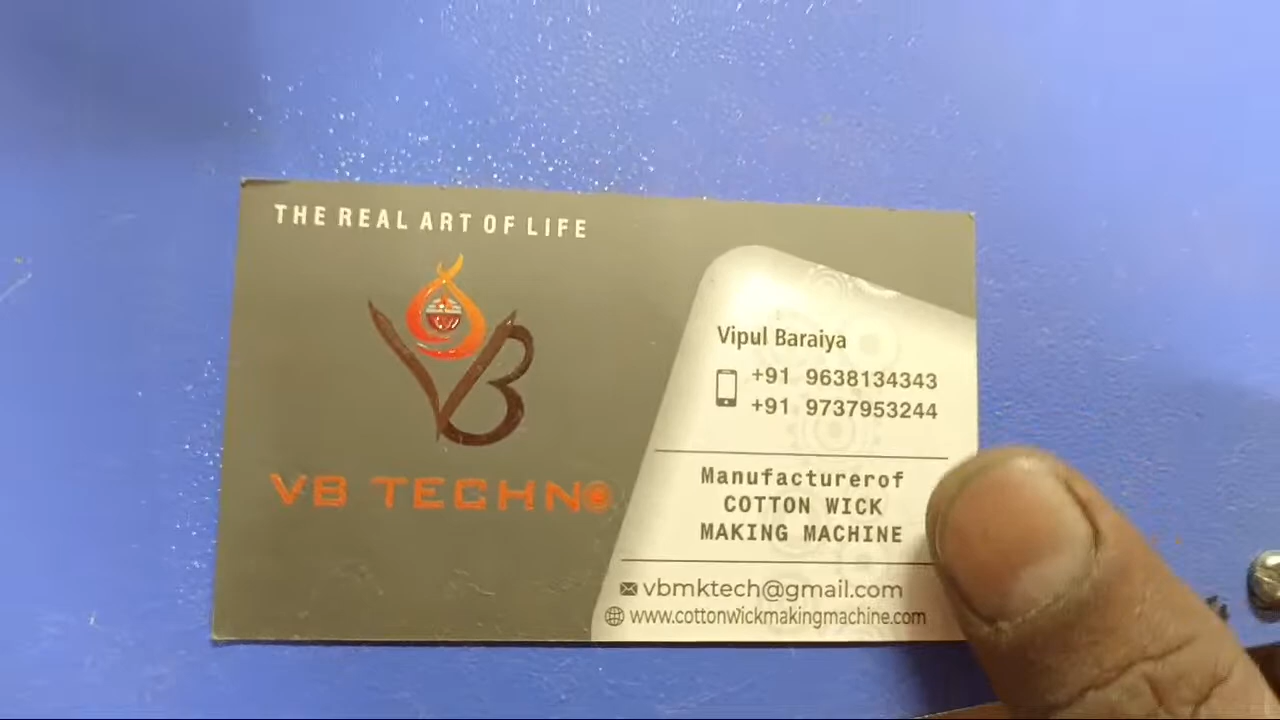 THE REAL ART OF LIFE
VB
VB TECHNO
Vipul Baraiya
+91 9638134343
+91 9737953244
Manufacturerof
COTTON WICK
MAKING MACHINE
vbmktech@gmail.com
www.cottonwickmakingmachine.com